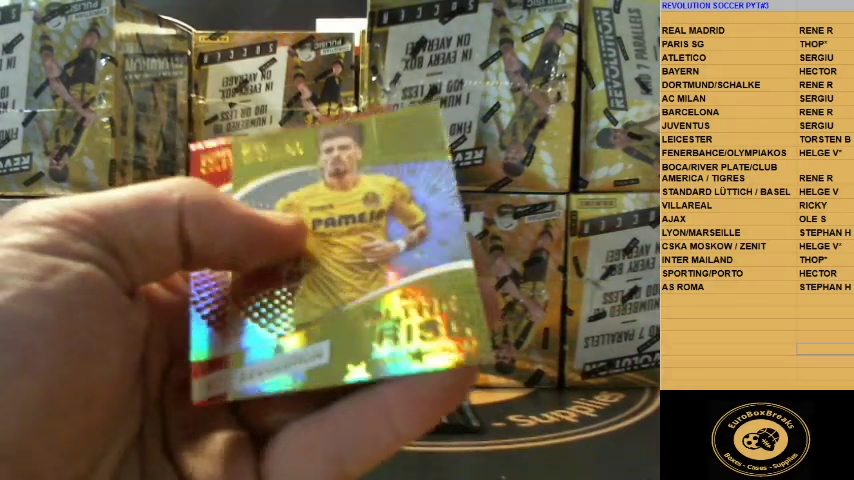 REVOLUTION SOCCER PYT#3
REAL MADRID RENE R
PARIS SG THOP*
ATLETICO SERGIU
BAYERN HECTOR
DORTMUND/SCHALKE RENE R
AC MILAN SERGIU
BARCELONA RENE R
JUVENTUS SERGIU
LEICESTER TORSTEN B
FENERBAHCE/OLYMPIAKOS HELGE V*
BOCA/RIVER PLATE/CLUB
AMERICA / TIGRES RENE R
STANDARD LÜTTICH / BASEL HELGE V
VILLAREAL RICKY
AJAX OLE S
LYON/MARSEILLE STEPHAN H
CSKA MOSKOW / ZENIT HELGE V*
INTER MAILAND THOP*
SPORTING/PORTO HECTOR
AS ROMA STEPHAN H
EuroBoxBreaks
Boxes - Cases - Supplies
SOCCER
PULISIC
IN EVERY BOX,
ON AVERAGE!
1 NUMBERED
100 OR LESS
FIND
REVOLUTION
AND 7 PARALLELS
PAMESA
- Supplies